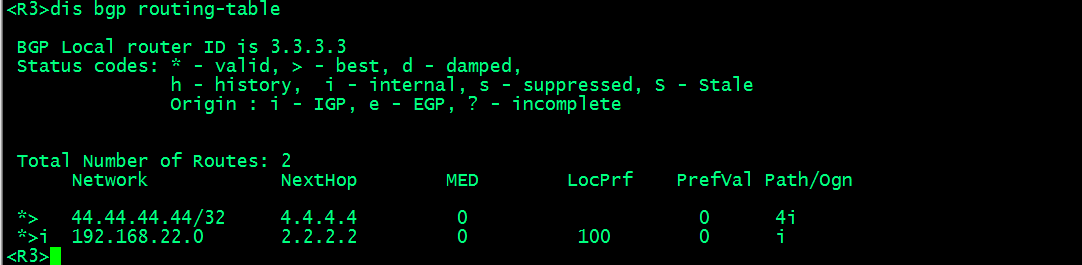 <R3>dis bgp routing-table
BGP Local router ID is 3.3.3.3
Status codes: * - valid, > - best, d - damped,
h - history, i - internal, s - suppressed, S - Stale
Origin : i - IGP, e - EGP, ? - incomplete
Total Number of Routes: 2
Network NextHop MED LocPrf PrefVal Path/Ogn
*> 44.44.44.44/32 4.4.4.4 0 0 4i
*>i 192.168.22.0 2.2.2.2 0 100 0 i
<R3>